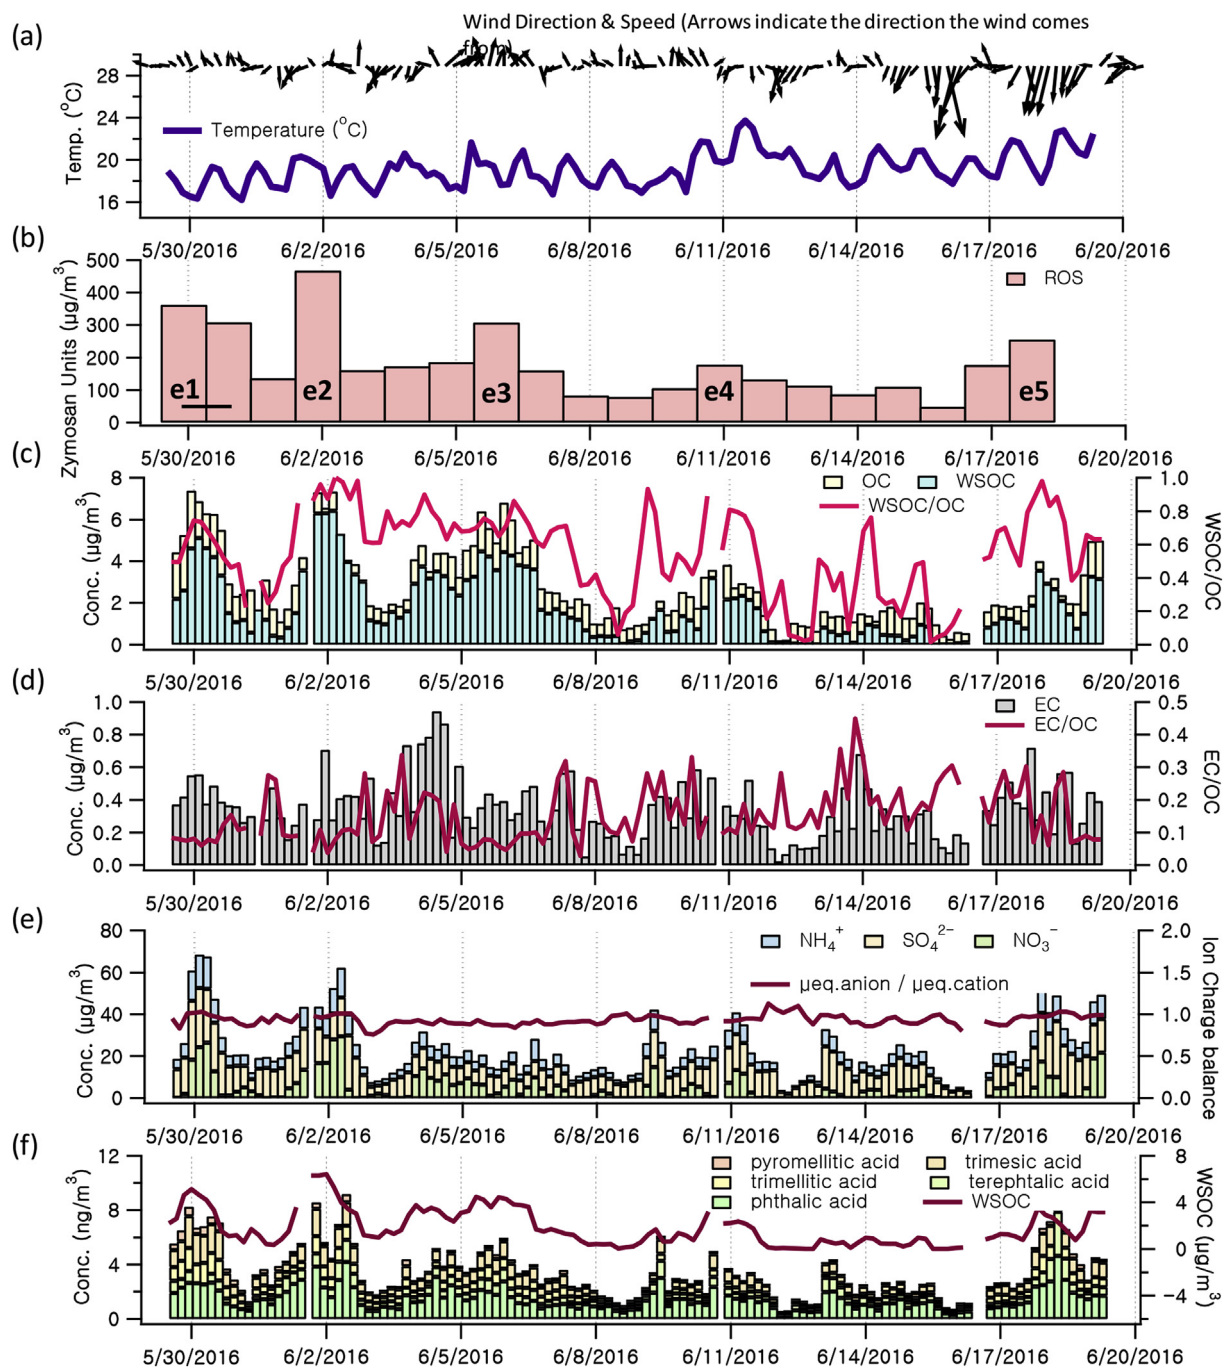 (a)
Wind Direction & Speed (Arrows indicate the direction the wind comes
from)
28
24
20
16
Temp. (°C)
Temperature (°C)
5/30/2016 6/2/2016 6/5/2016 6/8/2016 6/11/2016 6/14/2016 6/17/2016 6/20/2016
(b)
500
400
300
200
100
0
Zymosan Units (µg/m³)
ROS
e1 e2 e3 e4 e5
5/30/2016 6/2/2016 6/5/2016 6/8/2016 6/11/2016 6/14/2016 6/17/2016 6/20/2016
(c)
8
6
4
2
0
Conc. (µg/m³)
OC WSOC
WSOC/OC
1.0
0.8
0.6
0.4
0.2
0.0
WSOC/OC
5/30/2016 6/2/2016 6/5/2016 6/8/2016 6/11/2016 6/14/2016 6/17/2016 6/20/2016
(d)
1.0
0.8
0.6
0.4
0.2
0.0
Conc. (µg/m³)
EC
EC/OC
0.5
0.4
0.3
0.2
0.1
0.0
EC/OC
5/30/2016 6/2/2016 6/5/2016 6/8/2016 6/11/2016 6/14/2016 6/17/2016 6/20/2016
(e)
80
60
40
20
0
Conc. (µg/m³)
NH₄⁺ SO₄²⁻ NO₃⁻
µeq.anion / µeq.cation
2.0
1.5
1.0
0.5
0.0
Ion Charge balance
5/30/2016 6/2/2016 6/5/2016 6/8/2016 6/11/2016 6/14/2016 6/17/2016 6/20/2016
(f)
12
8
4
0
Conc. (ng/m³)
pyromellitic acid trimesic acid
trimellitic acid terephtalic acid
phthalic acid WSOC
8
4
0
−4
WSOC (µg/m³)
5/30/2016 6/2/2016 6/5/2016 6/8/2016 6/11/2016 6/14/2016 6/17/2016 6/20/2016